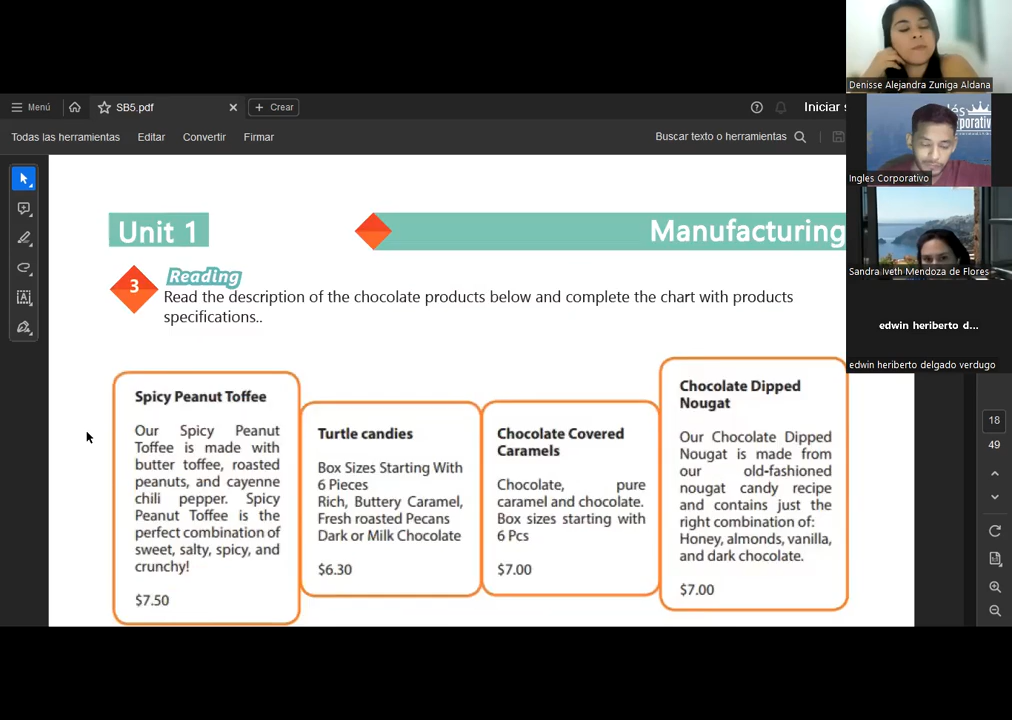 Menú
SB5.pdf
Crear
Iniciar s
Todas las herramientas
Editar
Convertir
Firmar
Buscar texto o herramientas
Unit 1
Manufacturing
3
Reading
Read the description of the chocolate products below and complete the chart with products
specifications..
Spicy Peanut Toffee
Our Spicy Peanut
Toffee is made with
butter toffee, roasted
peanuts, and cayenne
chili pepper. Spicy
Peanut Toffee is the
perfect combination of
sweet, salty, spicy, and
crunchy!
$7.50
Turtle candies
Box Sizes Starting With
6 Pieces
Rich, Buttery Caramel,
Fresh roasted Pecans
Dark or Milk Chocolate
$6.30
Chocolate Covered
Caramels
Chocolate, pure
caramel and chocolate.
Box sizes starting with
6 Pcs
$7.00
Chocolate Dipped
Nougat
Our Chocolate Dipped
Nougat is made from
our old-fashioned
nougat candy recipe
and contains just the
right combination of:
Honey, almonds, vanilla,
and dark chocolate.
$7.00
18
49
Denisse Alejandra Zuniga Aldana
Ingles Corporativo
Sandra Iveth Mendoza de Flores
edwin heriberto d...
edwin heriberto delgado verdugo